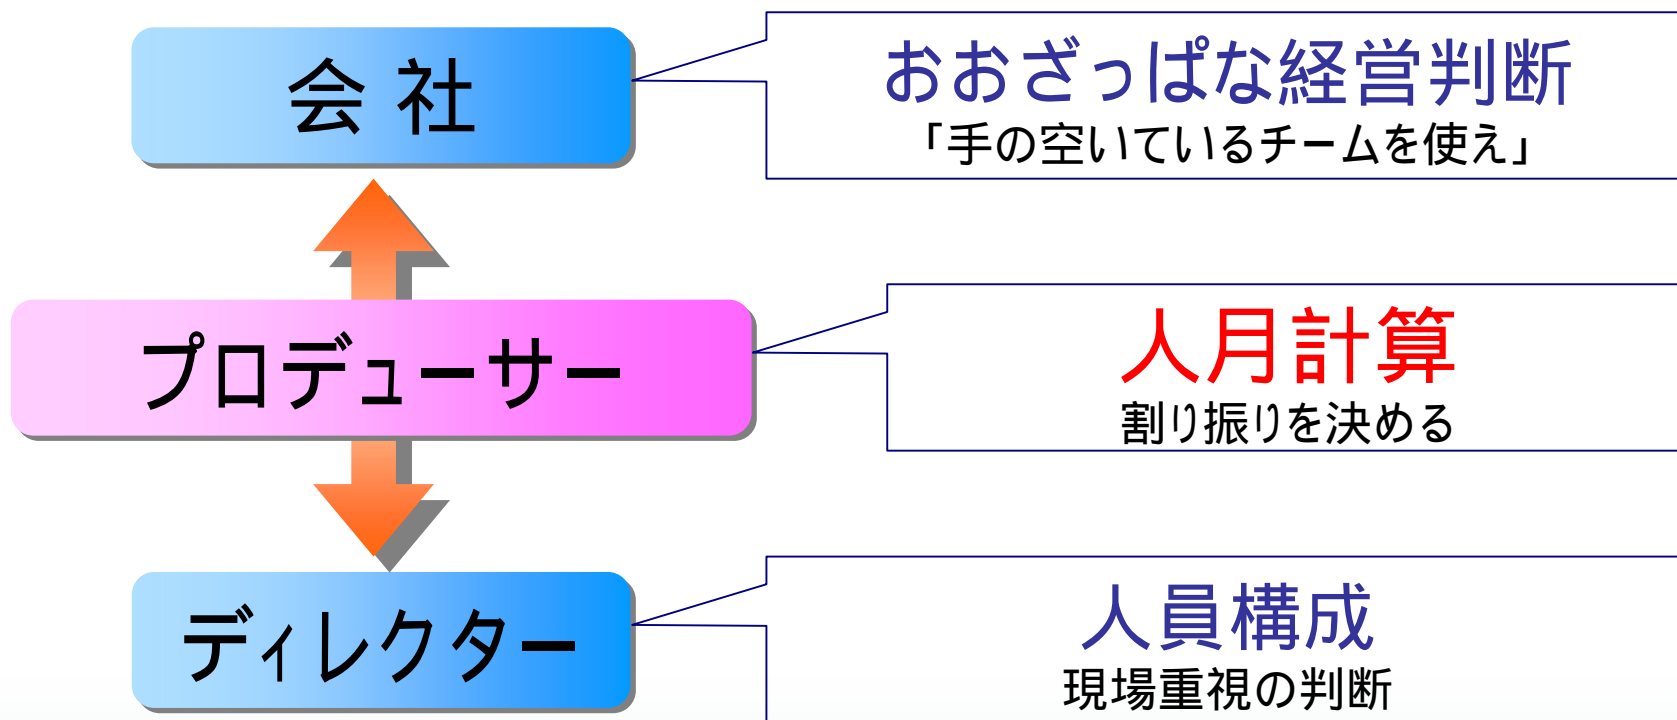 会 社
おおざっぱな経営判断
「手の空いているチームを使え」
プロデューサー
人月計算
割り振りを決める
ディレクター
人員構成
現場重視の判断